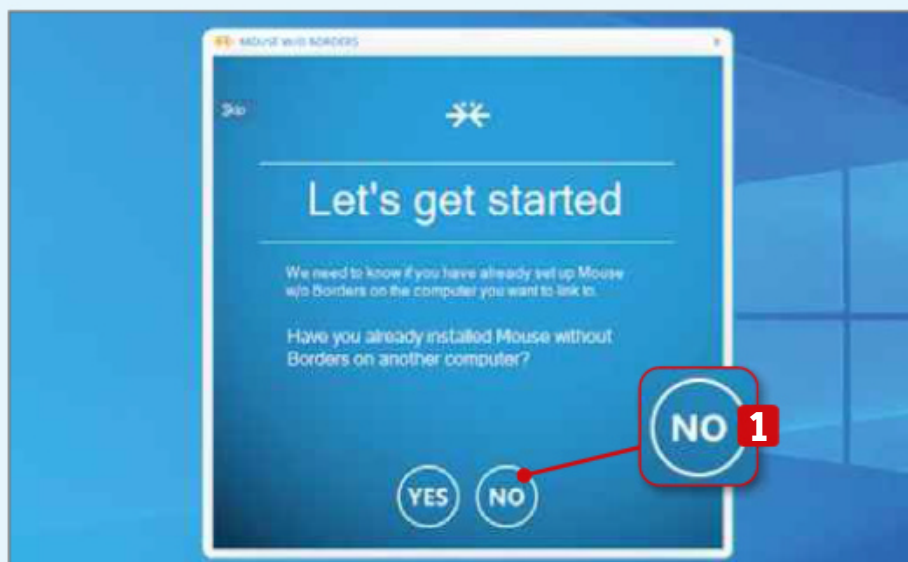 MOUSE W/O BORDERS
Skip
Let's get started
We need to know if you have already set up Mouse
w/o Borders on the computer you want to link to.
Have you already installed Mouse without
Borders on another computer?
YES
NO
NO
1